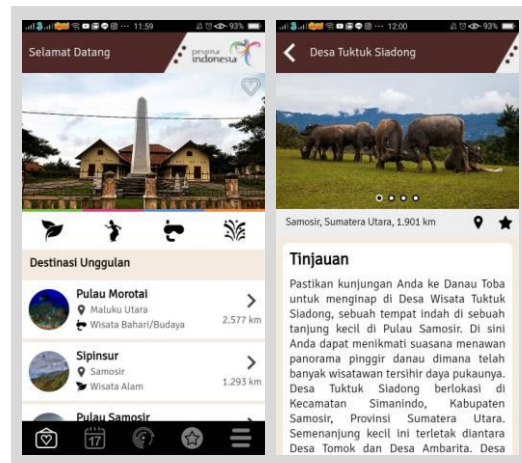 11:59
93%
Selamat Datang
pesona
indonesia
Destinasi Unggulan
Pulau Morotai
Maluku Utara
Wisata Bahari/Budaya
2.577 km
Sipinsur
Samosir
Wisata Alam
1.293 km
Pulau Samosir
17
12:00
93%
Desa Tuktuk Siadong
Samosir, Sumatera Utara, 1.901 km
Tinjauan
Pastikan kunjungan Anda ke Danau Toba
untuk menginap di Desa Wisata Tuktuk
Siadong, sebuah tempat indah di sebuah
tanjung kecil di Pulau Samosir. Di sini
Anda dapat menikmati suasana menawan
panorama pinggir danau dimana telah
banyak wisatawan tersihir daya pukaunya.
Desa Tuktuk Siadong berlokasi di
Kecamatan Simanindo, Kabupaten
Samosir, Provinsi Sumatera Utara.
Semenanjung kecil ini terletak diantara
Desa Tomok dan Desa Ambarita. Desa